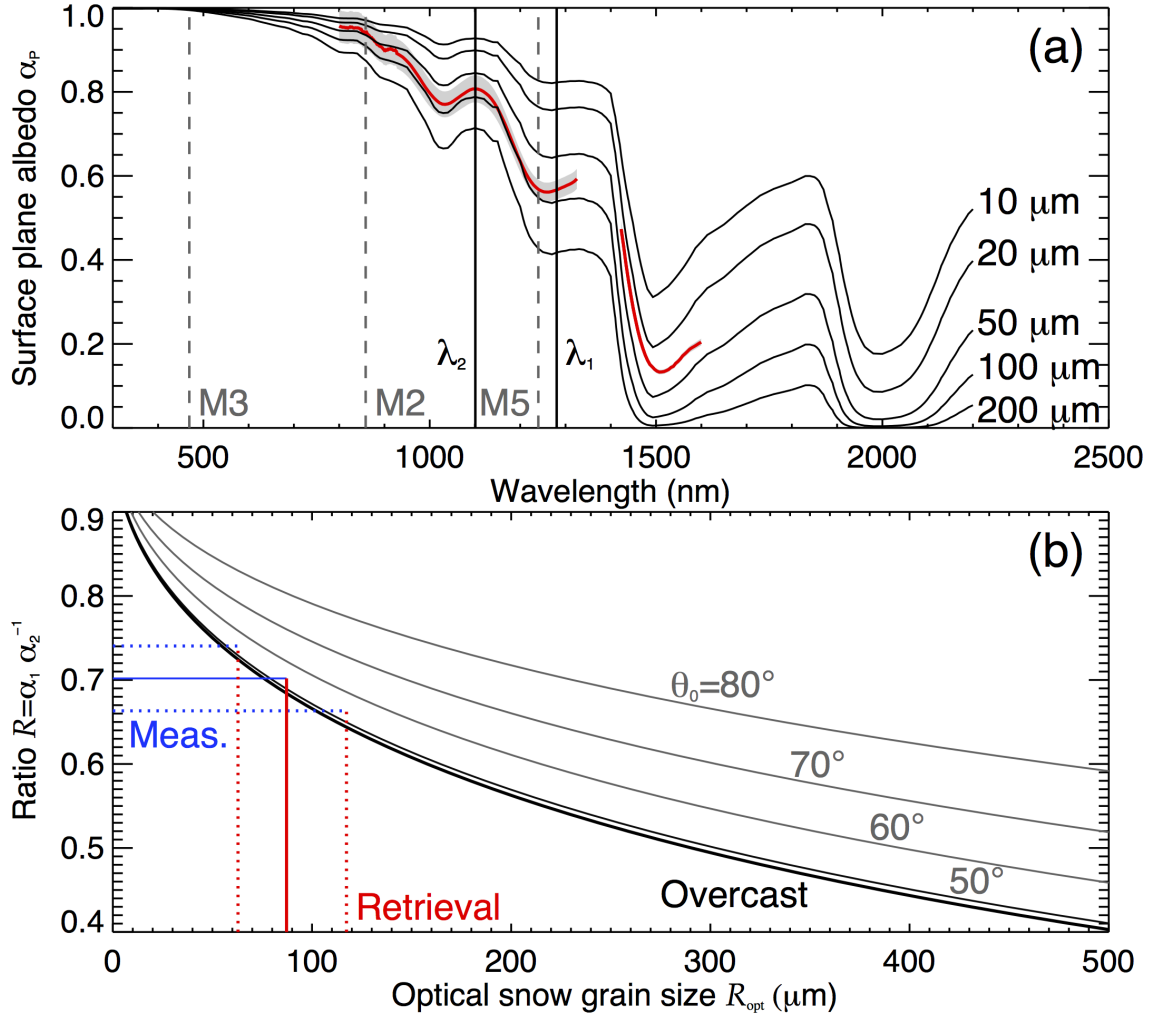 (a)
Surface plane albedo αP
1.0
0.8
0.6
0.4
0.2
0.0
10 µm
20 µm
50 µm
100 µm
200 µm
λ2
λ1
M3
M2
M5
500
1000
1500
2000
2500
Wavelength (nm)
(b)
Ratio R=α1 α2⁻¹
0.9
0.8
0.7
0.6
0.5
0.4
θ0=80°
70°
60°
50°
Meas.
Retrieval
Overcast
0
100
200
300
400
500
Optical snow grain size Ropt (µm)